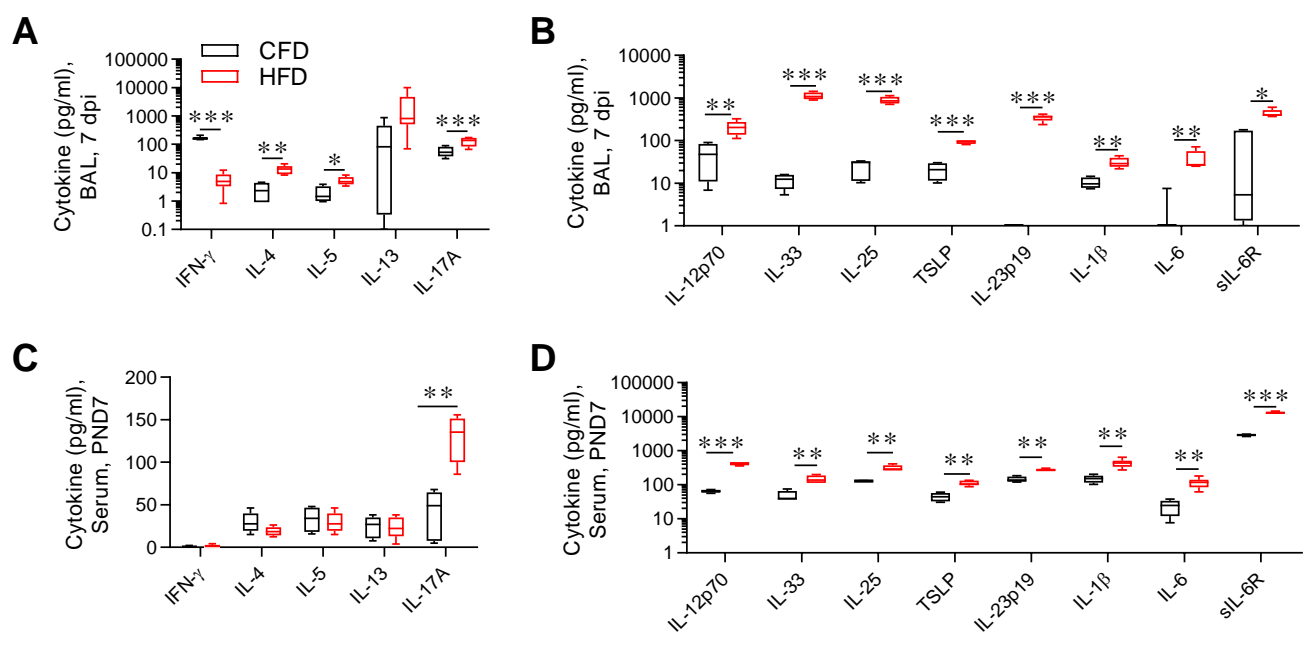 A
Cytokine (pg/ml),
BAL, 7 dpi
CFD
HFD
100000
10000
1000
100
10
1
0.1
***
**
*
***
IFN-γ
IL-4
IL-5
IL-13
IL-17A
B
Cytokine (pg/ml),
BAL, 7 dpi
10000
1000
100
10
1
**
***
***
***
***
**
**
*
IL-12p70
IL-33
IL-25
TSLP
IL-23p19
IL-1β
IL-6
sIL-6R
C
Cytokine (pg/ml),
Serum, PND7
200
150
100
50
0
**
IFN-γ
IL-4
IL-5
IL-13
IL-17A
D
Cytokine (pg/ml),
Serum, PND7
100000
10000
1000
100
10
1
***
**
**
**
**
**
**
***
IL-12p70
IL-33
IL-25
TSLP
IL-23p19
IL-1β
IL-6
sIL-6R